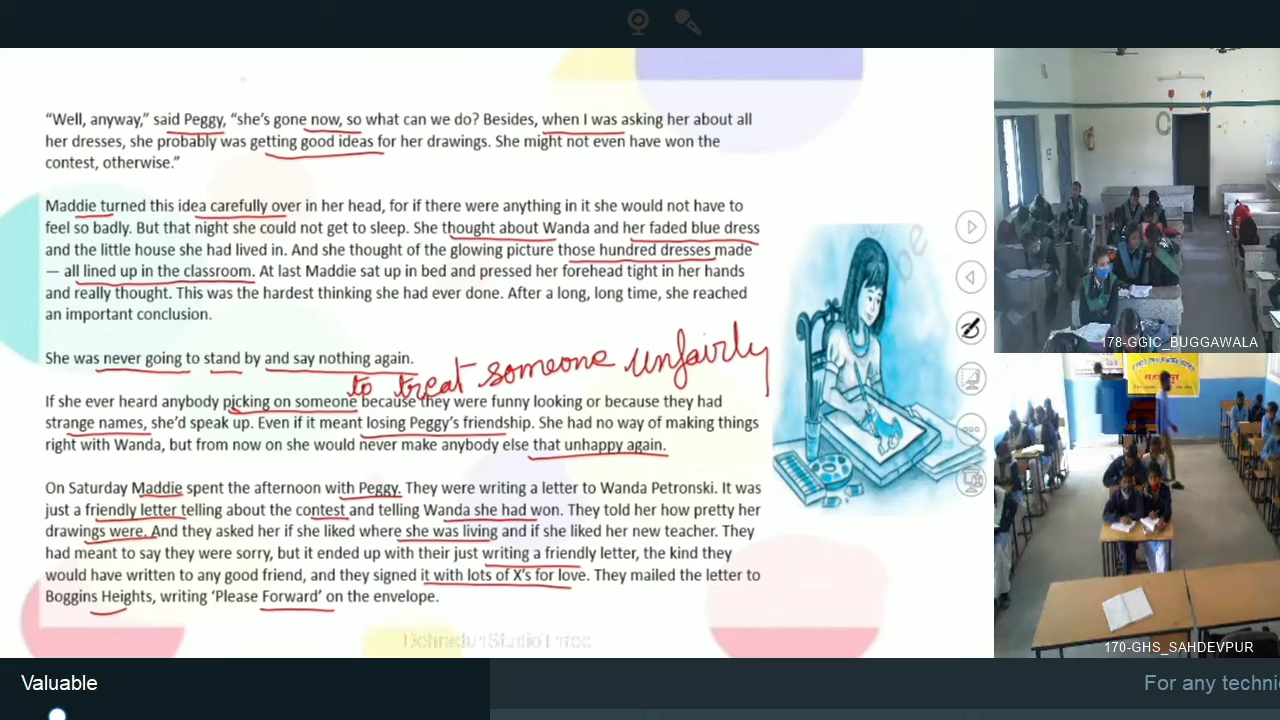 “Well, anyway,” said Peggy, “she’s gone now, so what can we do? Besides, when I was asking her about all
her dresses, she probably was getting good ideas for her drawings. She might not even have won the
contest, otherwise.”
Maddie turned this idea carefully over in her head, for if there were anything in it she would not have to
feel so badly. But that night she could not get to sleep. She thought about Wanda and her faded blue dress
and the little house she had lived in. And she thought of the glowing picture those hundred dresses made
— all lined up in the classroom. At last Maddie sat up in bed and pressed her forehead tight in her hands
and really thought. This was the hardest thinking she had ever done. After a long, long time, she reached
an important conclusion.
She was never going to stand by and say nothing again.
to treat someone unfairly
If she ever heard anybody picking on someone because they were funny looking or because they had
strange names, she’d speak up. Even if it meant losing Peggy’s friendship. She had no way of making things
right with Wanda, but from now on she would never make anybody else that unhappy again.
On Saturday Maddie spent the afternoon with Peggy. They were writing a letter to Wanda Petronski. It was
just a friendly letter telling about the contest and telling Wanda she had won. They told her how pretty her
drawings were. And they asked her if she liked where she was living and if she liked her new teacher. They
had meant to say they were sorry, but it ended up with their just writing a friendly letter, the kind they
would have written to any good friend, and they signed it with lots of X’s for love. They mailed the letter to
Boggins Heights, writing ‘Please Forward’ on the envelope.
178-GGIC_BUGGAWALA
170-GHS_SAHDEVPUR
Valuable
For any techni